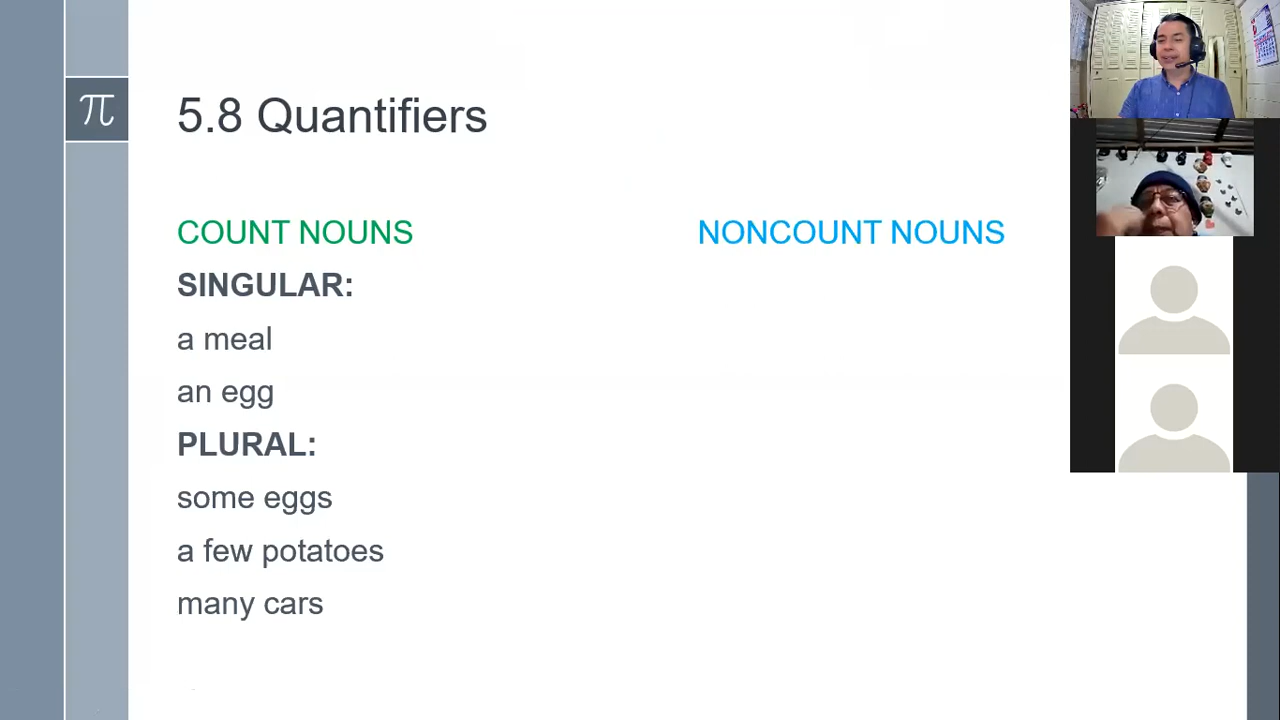 π
5.8 Quantifiers
COUNT NOUNS
NONCOUNT NOUNS
SINGULAR:
a meal
an egg
PLURAL:
some eggs
a few potatoes
many cars